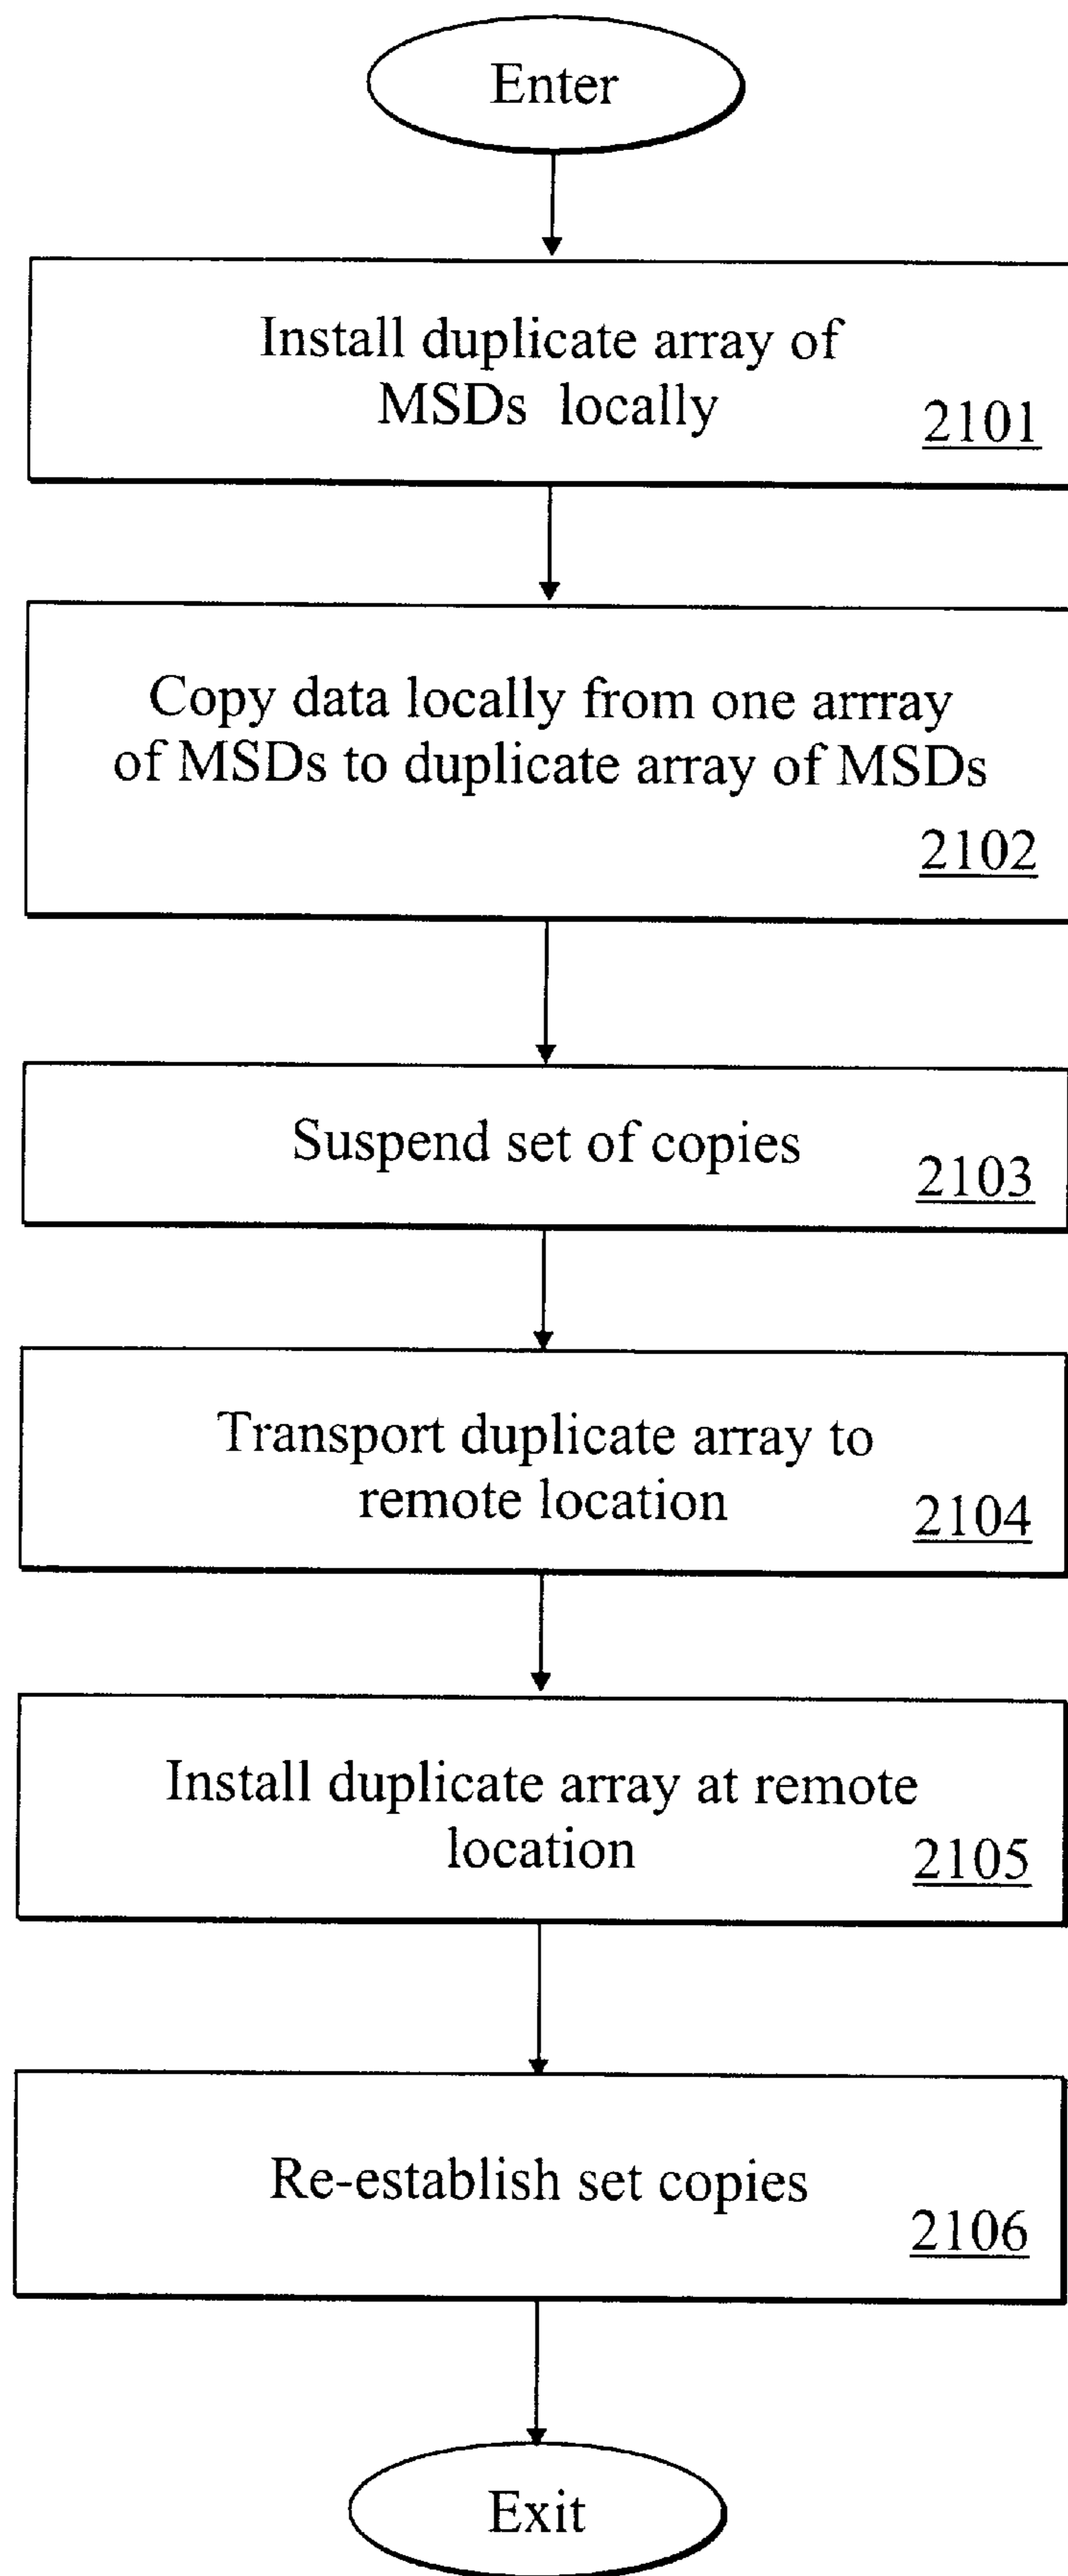 Enter
Install duplicate array of
MSDs locally
2101
Copy data locally from one arrray
of MSDs to duplicate array of MSDs
2102
Suspend set of copies
2103
Transport duplicate array to
remote location
2104
Install duplicate array at remote
location
2105
Re-establish set copies
2106
Exit